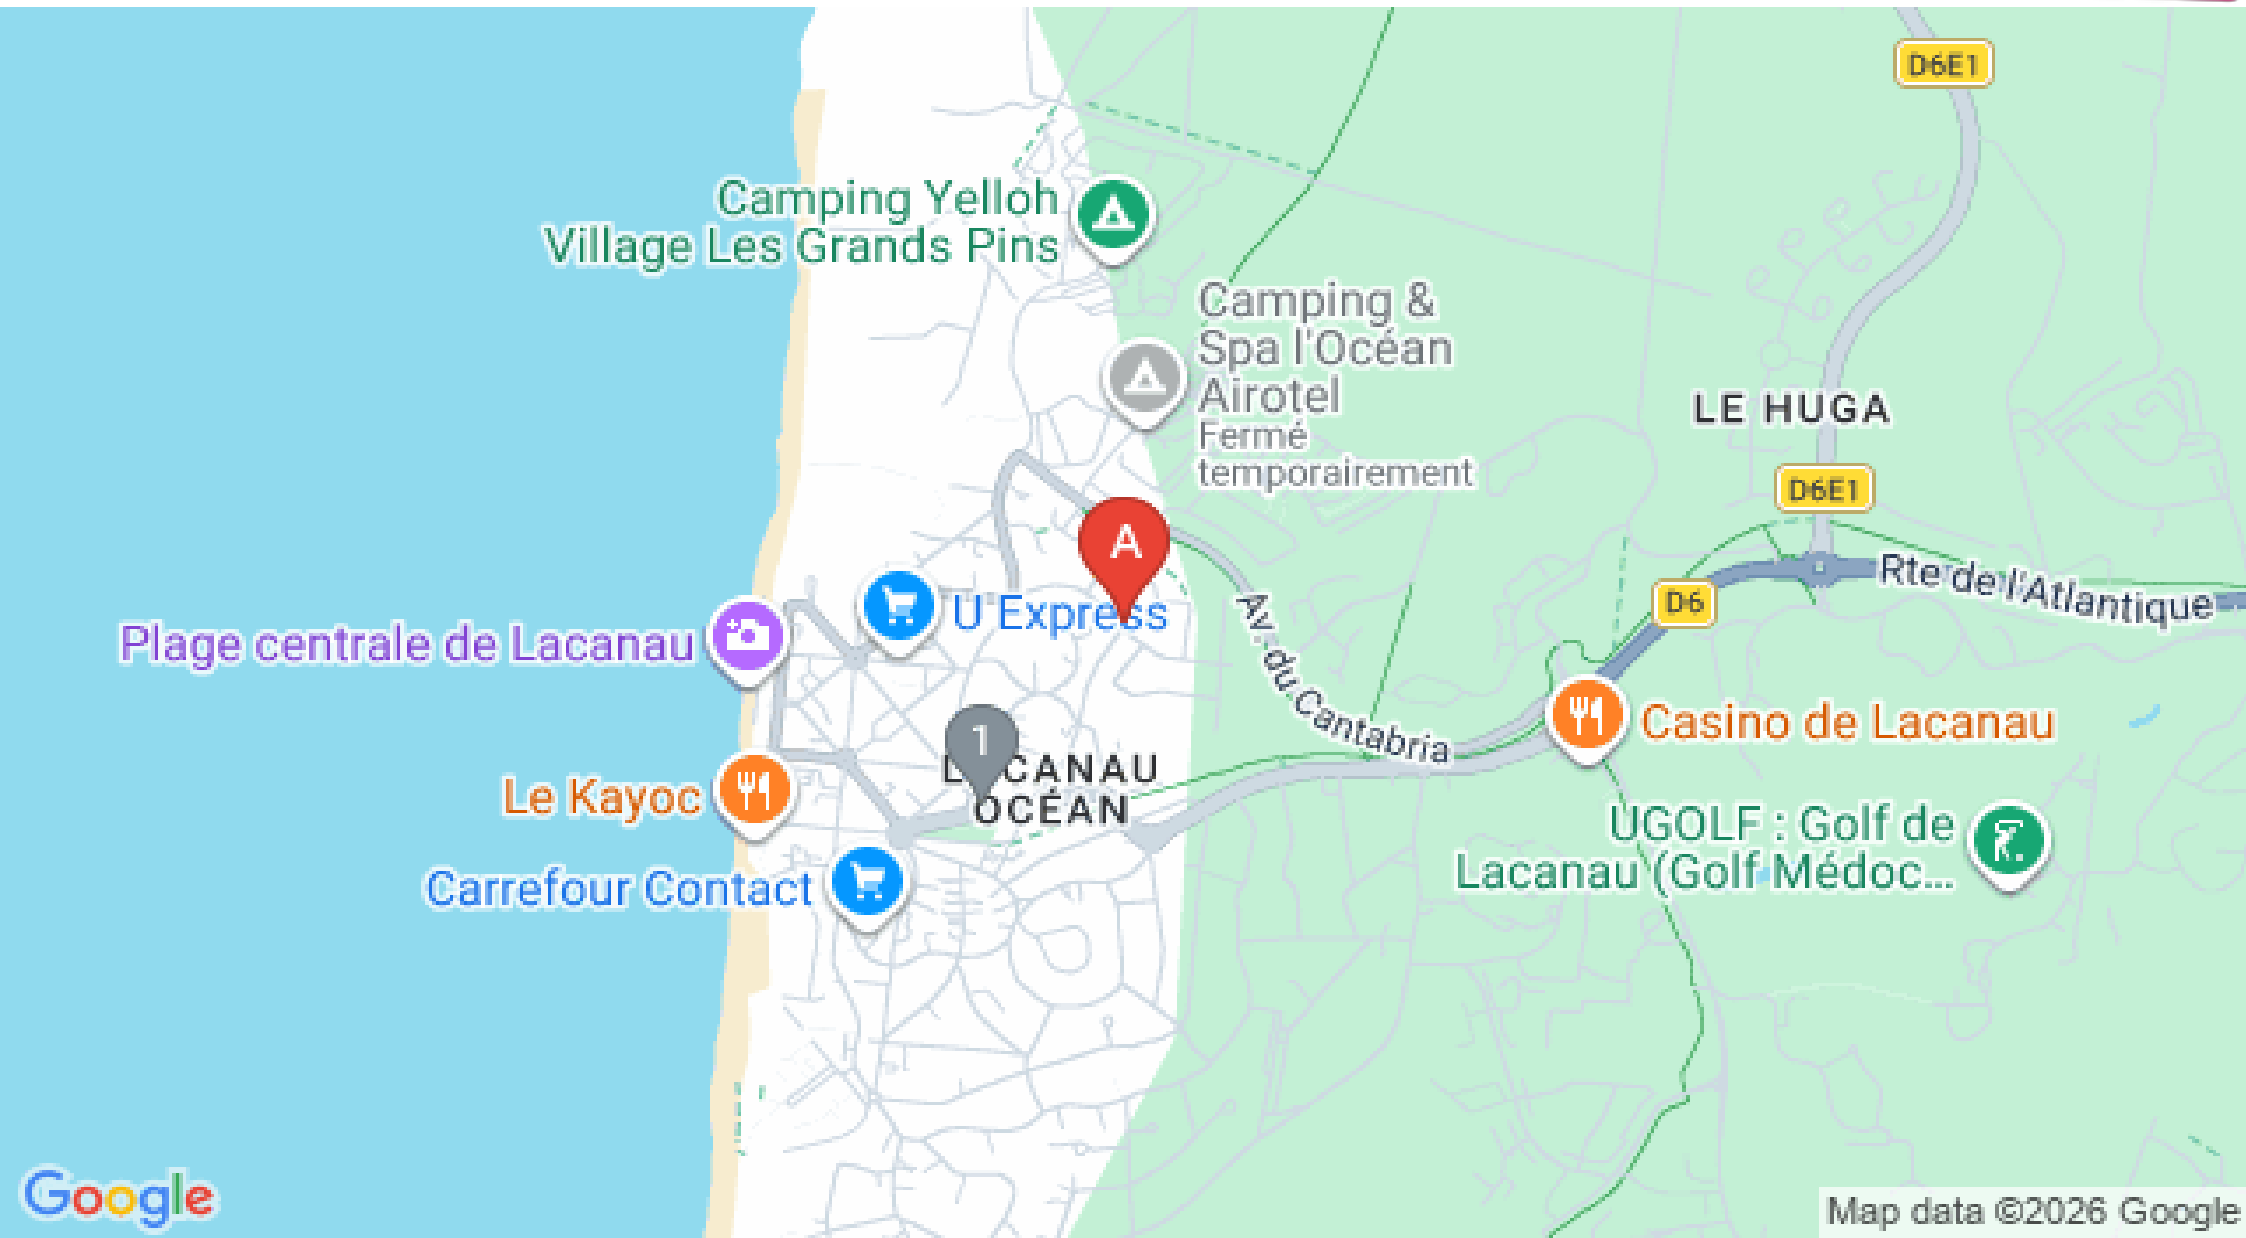 D6E1
Camping Yelloh
Village Les Grands Pins
Camping &
Spa l'Océan
Airotel
Fermé
temporairement
LE HUGA
D6E1
A
Rte de l'Atlantique
D6
U Express
Plage centrale de Lacanau
Av. du Cantabria
Casino de Lacanau
1
LACANAU
OCÉAN
Le Kayoc
UGOLF : Golf de
Lacanau (Golf Médoc...
Carrefour Contact
Google
Map data ©2026 Google